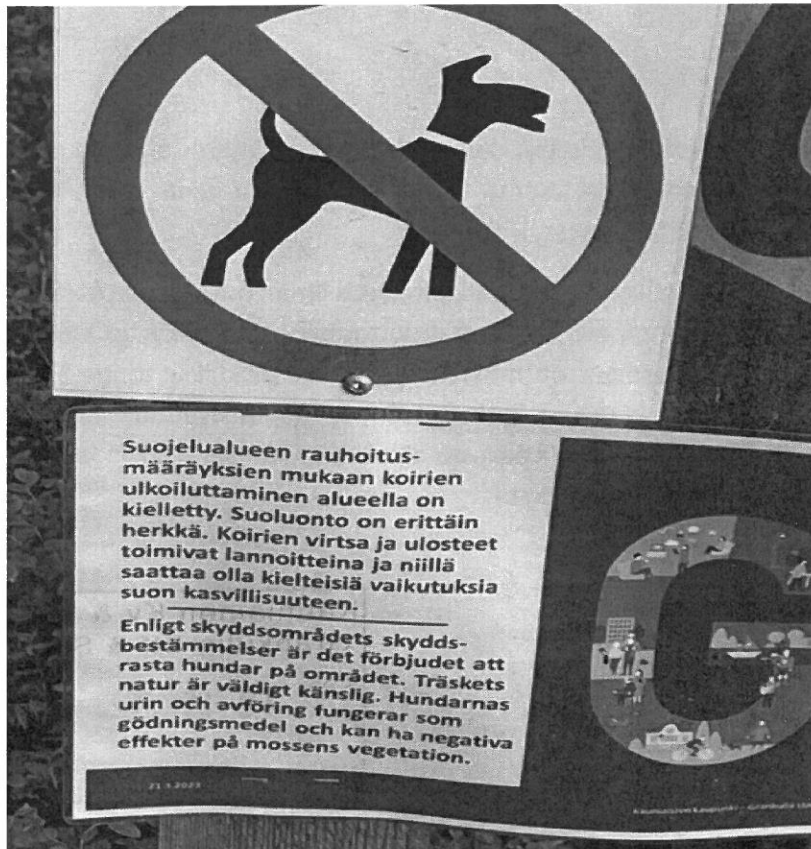 Suojelualueen rauhoitus-
määräyksien mukaan koirien
ulkoiluttaminen alueella on
kielletty. Suoluonto on erittäin
herkkä. Koirien virtsa ja ulosteet
toimivat lannoitteina ja niillä
saattaa olla kielteisiä vaikutuksia
suon kasvillisuuteen.
Enligt skyddsområdets skydds-
bestämmelser är det förbjudet att
rasta hundar på området. Träskets
natur är väldigt känslig. Hundarnas
urin och avföring fungerar som
gödningsmedel och kan ha negativa
effekter på mossens vegetation.